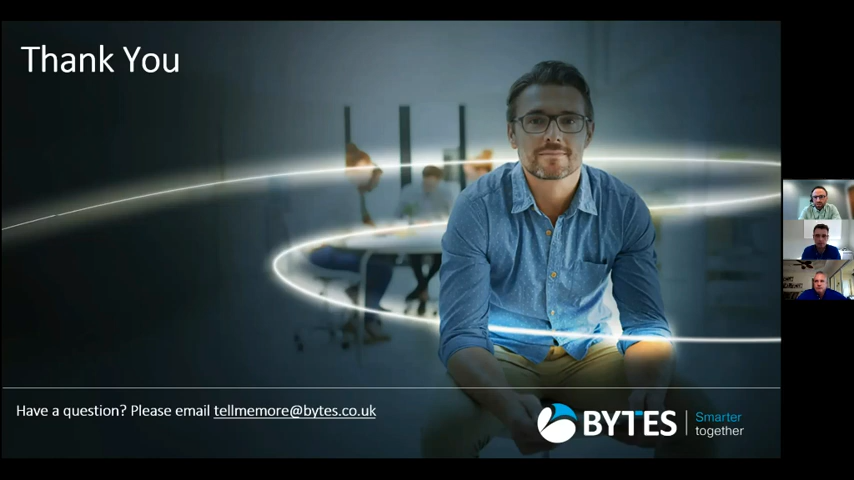 Thank You
Have a question? Please email tellmemore@bytes.co.uk
BYTES
Smarter
together